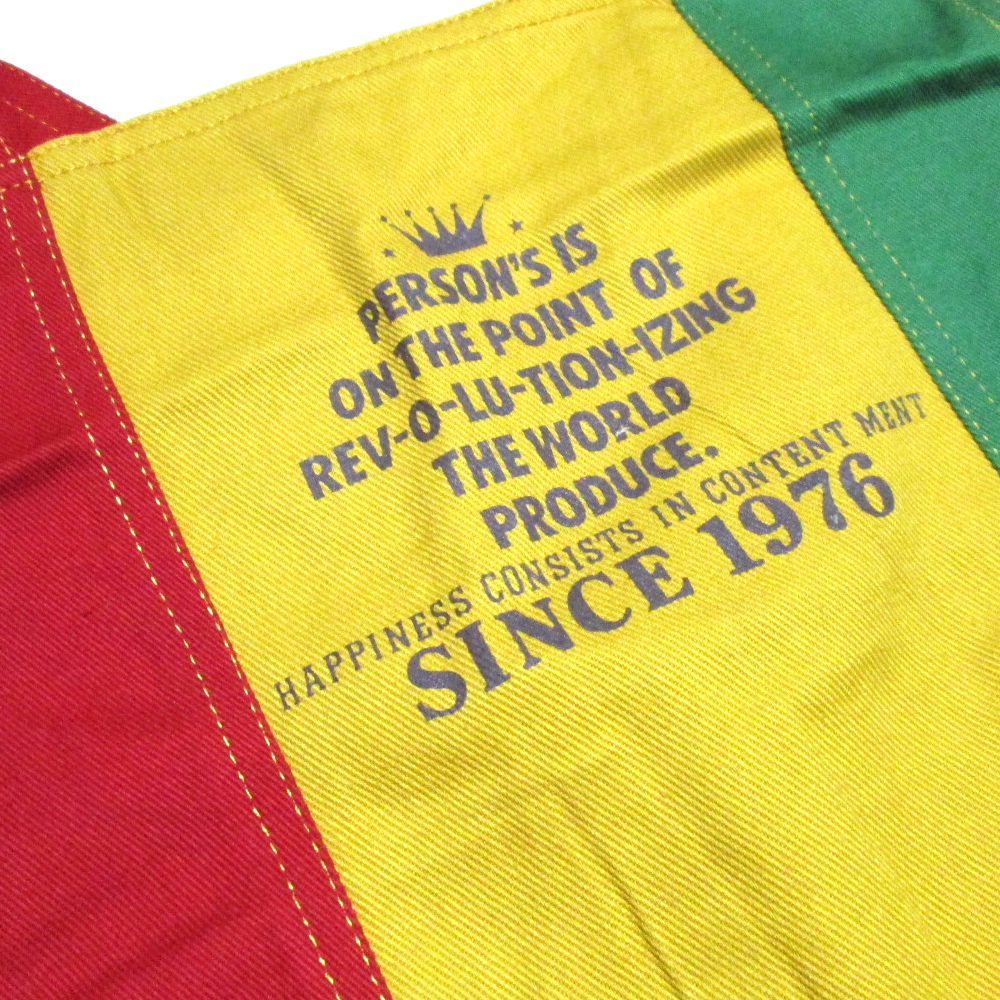 PERSON'S IS
ON THE POINT OF
REV-O-LU-TION-IZING
THE WORLD
PRODUCE.
HAPPINESS CONSISTS IN CONTENT MENT
SINCE 1976